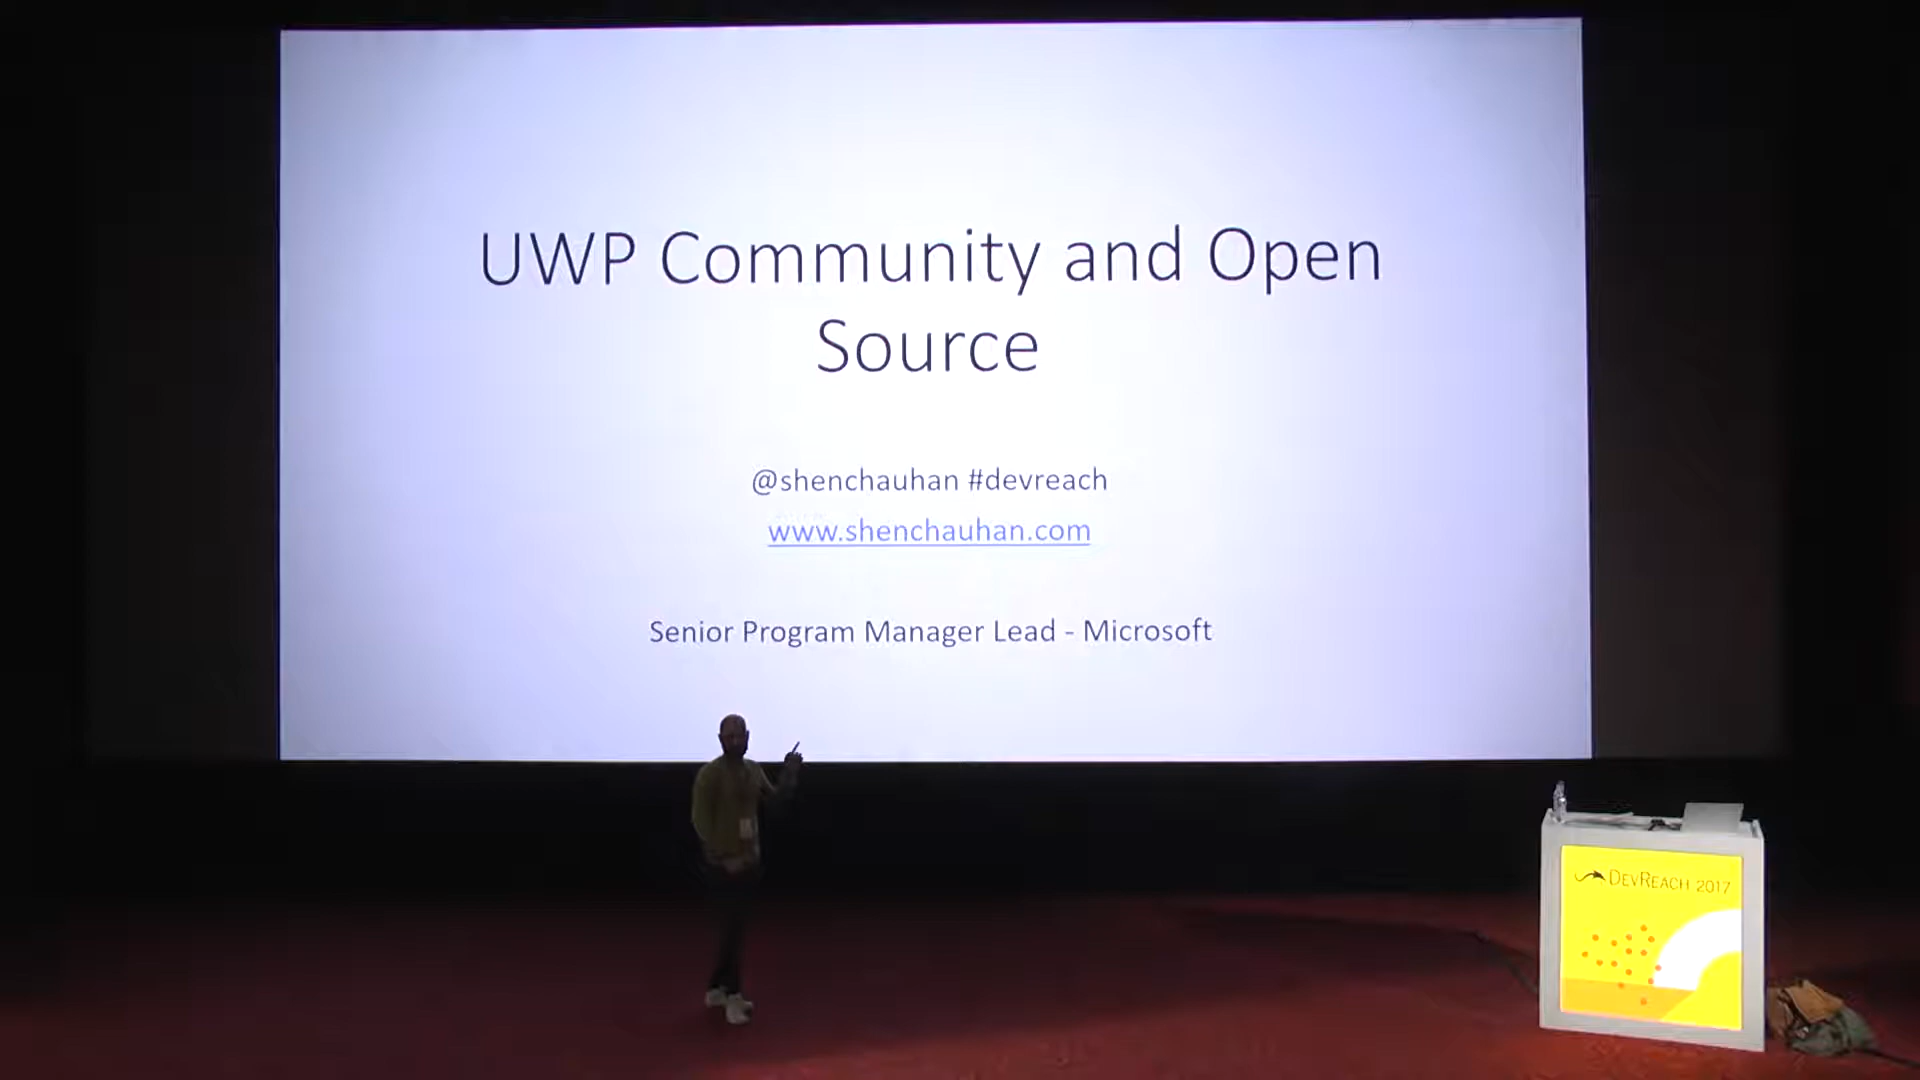 UWP Community and Open
Source
@shenchauhan #devreach
www.shenchauhan.com
Senior Program Manager Lead - Microsoft
DEVREACH 2017